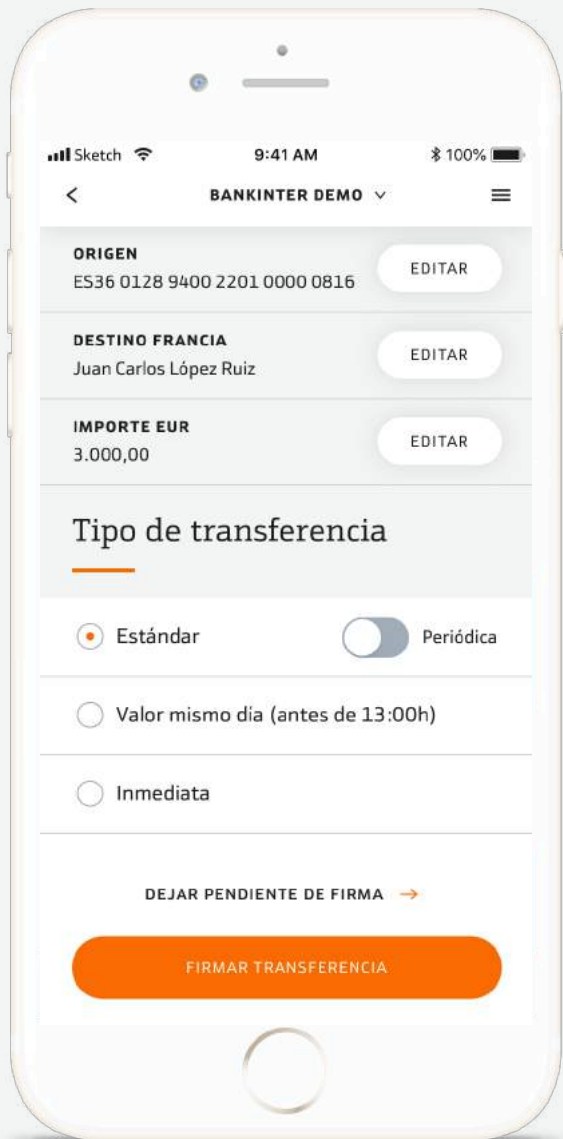 Sketch 9:41 AM 100%
BANKINTER DEMO
ORIGEN
ES36 0128 9400 2201 0000 0816 EDITAR
DESTINO FRANCIA
Juan Carlos López Ruiz EDITAR
IMPORTE EUR
3.000,00 EDITAR
Tipo de transferencia
Estándar Periódica
Valor mismo día (antes de 13:00h)
Inmediata
DEJAR PENDIENTE DE FIRMA →
FIRMAR TRANSFERENCIA